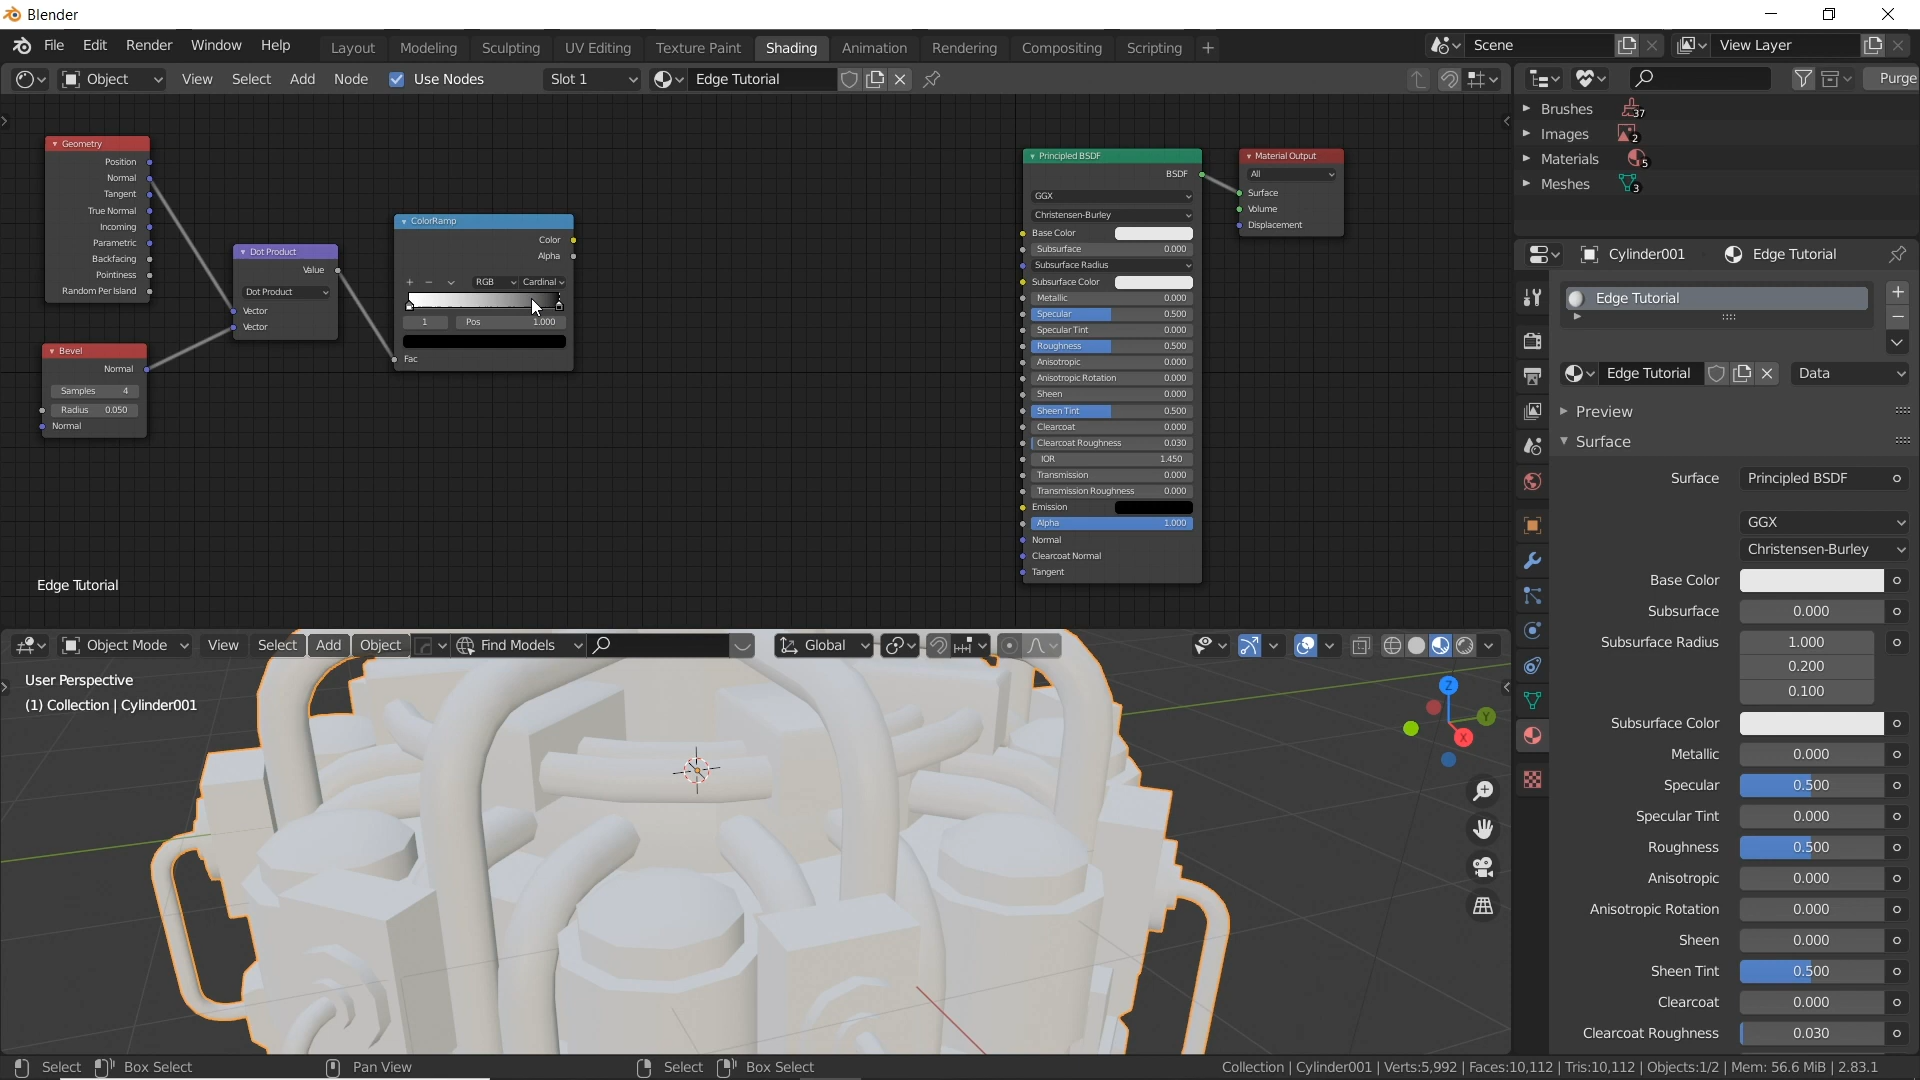 Blender
File Edit Render Window Help Layout Modeling Sculpting UV Editing Texture Paint Shading Animation Rendering Compositing Scripting + Scene View Layer
Object View Select Add Node Use Nodes Slot 1 Edge Tutorial Purge
Brushes 37
Images 2
Materials 5
Meshes 3
Geometry
Position
Normal
Tangent
True Normal
Incoming
Parametric
Backfacing
Pointiness
Random Per Island
Bevel
Normal
Samples 4
Radius 0.050
Normal
Dot Product
Value
Dot Product
Vector
Vector
ColorRamp
Color
Alpha
+ − RGB Cardinal
1 Pos 1.000
Fac
Principled BSDF
BSDF
GGX
Christensen-Burley
Base Color
Subsurface 0.000
Subsurface Radius
Subsurface Color
Metallic 0.000
Specular 0.500
Specular Tint 0.000
Roughness 0.500
Anisotropic 0.000
Anisotropic Rotation 0.000
Sheen 0.000
Sheen Tint 0.500
Clearcoat 0.000
Clearcoat Roughness 0.030
IOR 1.450
Transmission 0.000
Transmission Roughness 0.000
Emission
Alpha 1.000
Normal
Clearcoat Normal
Tangent
Material Output
All
Surface
Volume
Displacement
Edge Tutorial
Cylinder001 Edge Tutorial
Edge Tutorial
Edge Tutorial Data
Preview
Surface
Surface Principled BSDF
GGX
Christensen-Burley
Base Color
Subsurface 0.000
Subsurface Radius 1.000
0.200
0.100
Subsurface Color
Metallic 0.000
Specular 0.500
Specular Tint 0.000
Roughness 0.500
Anisotropic 0.000
Anisotropic Rotation 0.000
Sheen 0.000
Sheen Tint 0.500
Clearcoat 0.000
Clearcoat Roughness 0.030
Object Mode View Select Add Object Find Models Global
User Perspective
(1) Collection | Cylinder001
Z
Y
X
Select Box Select Pan View Select Box Select Collection | Cylinder001 | Verts:5,992 | Faces:10,112 | Tris:10,112 | Objects:1/2 | Mem: 56.6 MiB | 2.83.1